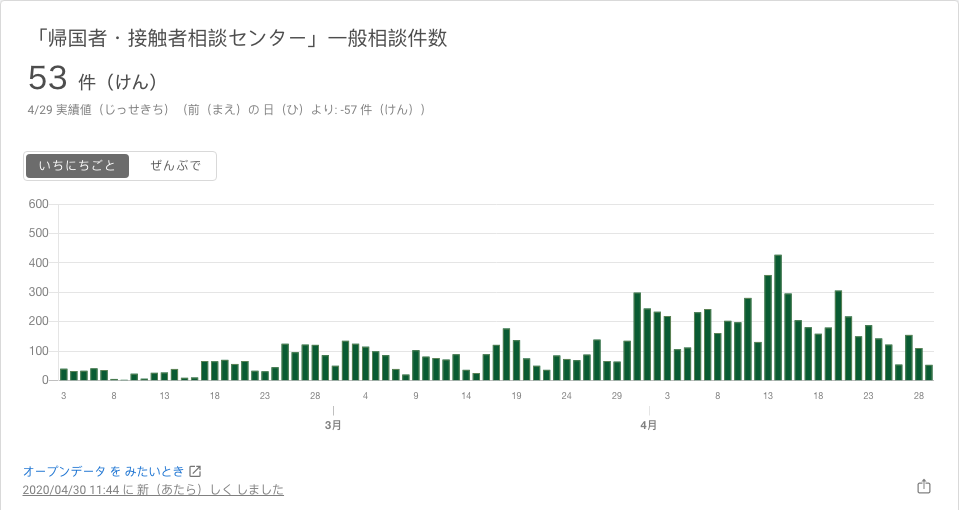 「帰国者・接触者相談センター」一般相談件数
53 件（けん）
4/29 実績値（じっせきち）（前（まえ）の 日（ひ）より: -57 件（けん））
いちにちごと ぜんぶで
600
500
400
300
200
100
0
3 8 13 18 23 28 4 9 14 19 24 29 3 8 13 18 23 28
3月 4月
オープンデータ を みたいとき
2020/04/30 11:44 に 新（あたら）しく しました